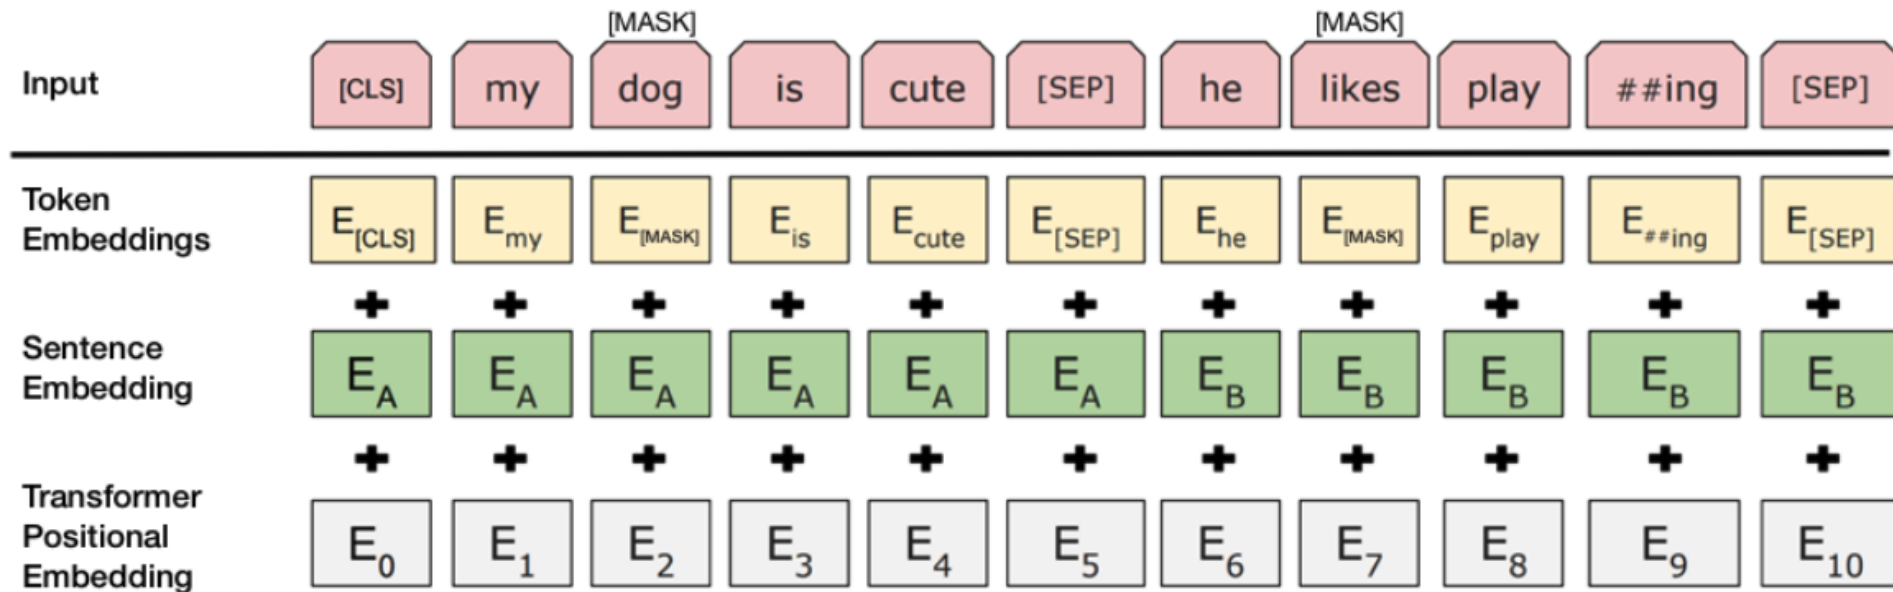 [MASK] [MASK]
Input [CLS] my dog is cute [SEP] he likes play ##ing [SEP]
Token
Embeddings E[CLS] Emy E[MASK] Eis Ecute E[SEP] Ehe E[MASK] Eplay E##ing E[SEP]
+ + + + + + + + + + +
Sentence
Embedding EA EA EA EA EA EA EB EB EB EB EB
+ + + + + + + + + + +
Transformer
Positional
Embedding E0 E1 E2 E3 E4 E5 E6 E7 E8 E9 E10